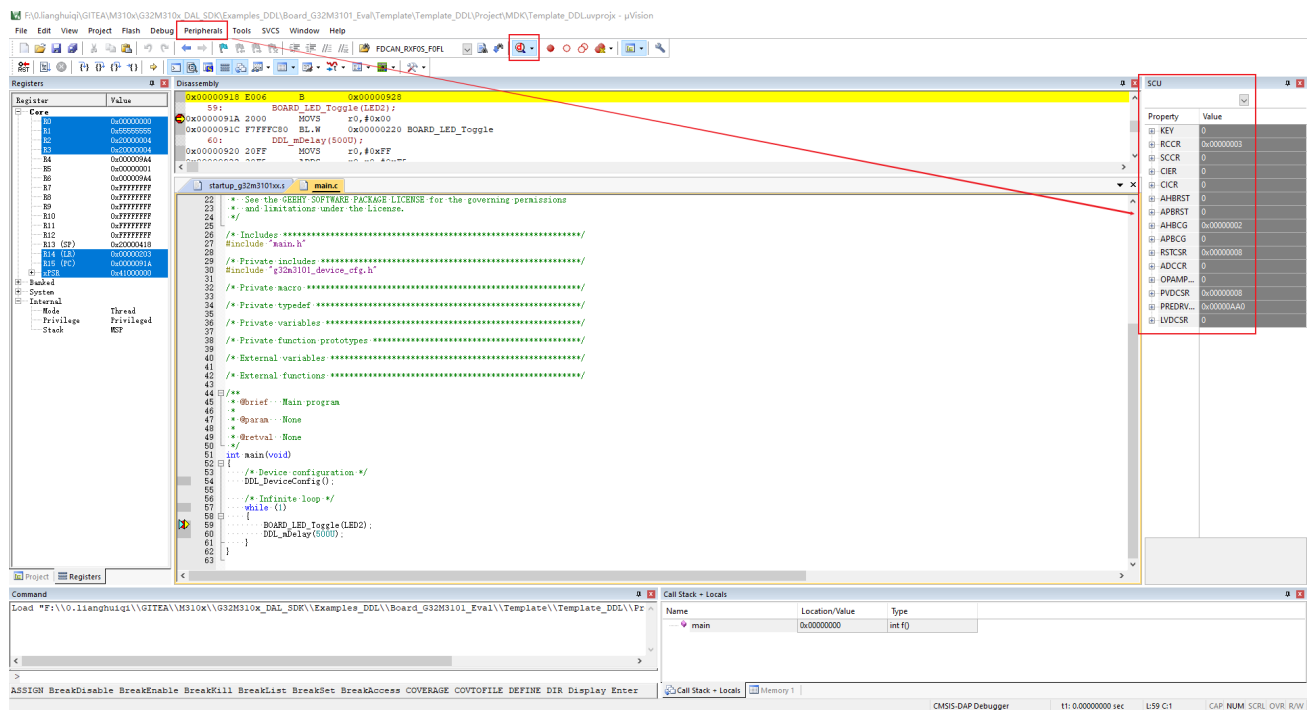 F:\0.lianghuiqi\GITEA\M310x\G32M310x_DAL_SDK\Examples_DDL\Board_G32M3101_Eval\Template\Template_DDL\Project\MDK\Template_DDL.uvprojx - µVision
File Edit View Project Flash Debug Peripherals Tools SVCS Window Help
FDCAN_RXF0S_F0FL
RST
Registers
Register Value
Core
R0 0x00000000
R1 0x55555555
R2 0x20000004
R3 0x20000004
R4 0x000009A4
R5 0x00000001
R6 0x000009A4
R7 0xFFFFFFFF
R8 0xFFFFFFFF
R9 0xFFFFFFFF
R10 0xFFFFFFFF
R11 0xFFFFFFFF
R12 0xFFFFFFFF
R13 (SP) 0x20000418
R14 (LR) 0x00000203
R15 (PC) 0x0000091A
xPSR 0x41000000
Banked
System
Internal
Mode Thread
Privilege Privileged
Stack MSP
Project Registers
Disassembly
0x00000918 E006 B 0x00000928
59: BOARD_LED_Toggle(LED2);
0x0000091A 2000 MOVS r0,#0x00
0x0000091C F7FFFC80 BL.W 0x00000220 BOARD_LED_Toggle
60: DDL_mDelay(500U);
0x00000920 20FF MOVS r0,#0xFF
startup_g32m3101xx.s main.c
22 * See the GEEHY SOFTWARE PACKAGE LICENSE for the governing permissions
23 * and limitations under the License.
24 */
25
26 /* Includes ***********************************************************/
27 #include "main.h"
28
29 /* Private includes ***************************************************/
30 #include "g32m3101_device_cfg.h"
31
32 /* Private macro ******************************************************/
33
34 /* Private typedef ****************************************************/
35
36 /* Private variables **************************************************/
37
38 /* Private function prototypes ****************************************/
39
40 /* External variables *************************************************/
41
42 /* External functions *************************************************/
43
44 /**
45 * @brief Main program
46 *
47 * @param None
48 *
49 * @retval None
50 */
51 int main(void)
52 {
53 /* Device configuration */
54 DDL_DeviceConfig();
55
56 /* Infinite loop */
57 while (1)
58 {
59 BOARD_LED_Toggle(LED2);
60 DDL_mDelay(500U);
61 }
62 }
63
SCU
Property Value
KEY 0
RCCR 0x00000003
SCCR 0
CIER 0
CICR 0
AHBRST 0
APBRST 0
AHBCG 0x00000002
APBCG 0
RSTCSR 0x00000008
ADCCR 0
OPAMP... 0
PVDCSR 0x00000008
PREDRV... 0x00000AA0
LVDCSR 0
Command
Load "F:\\0.lianghuiqi\\GITEA\\M310x\\G32M310x_DAL_SDK\\Examples_DDL\\Board_G32M3101_Eval\\Template\\Template_DDL\\Pr
>
ASSIGN BreakDisable BreakEnable BreakKill BreakList BreakSet BreakAccess COVERAGE COVTOFILE DEFINE DIR Display Enter
Call Stack + Locals
Name Location/Value Type
main 0x00000000 int f()
Call Stack + Locals Memory 1
CMSIS-DAP Debugger t1: 0.00000000 sec L:59 C:1 CAP NUM SCRL OVR R/W